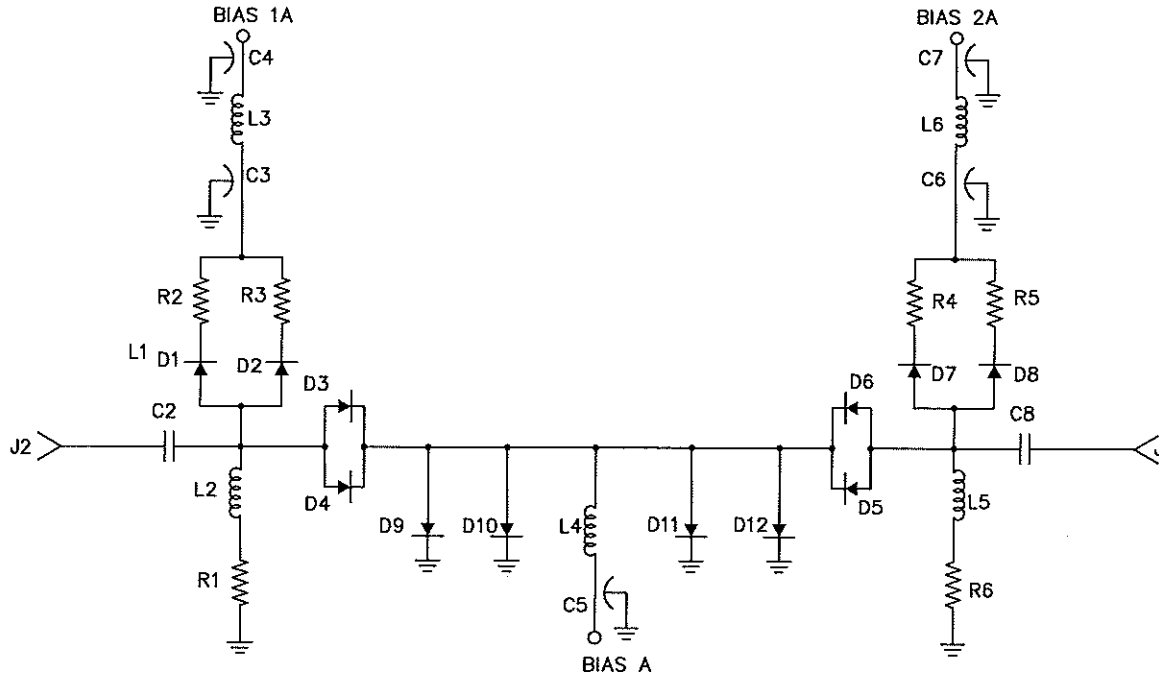 BIAS 1A
BIAS 2A
C4
C7
L3
L6
C3
C6
R2
R3
R4
R5
L1
D1
D2
D3
D6
D7
D8
C2
C8
J2
J
L2
D4
D9
D10
L4
D11
D12
D5
L5
R1
C5
R6
BIAS A